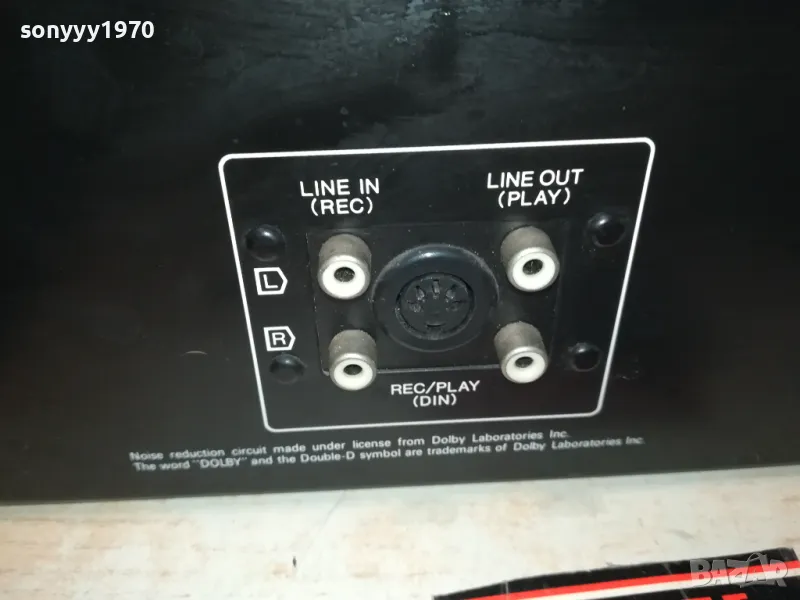 sonyyy1970
LINE IN
(REC)
LINE OUT
(PLAY)
L
R
REC/PLAY
(DIN)
Noise reduction circuit made under license from Dolby Laboratories Inc.
The word "DOLBY" and the Double-D symbol are trademarks of Dolby Laboratories Inc.
BAZAR